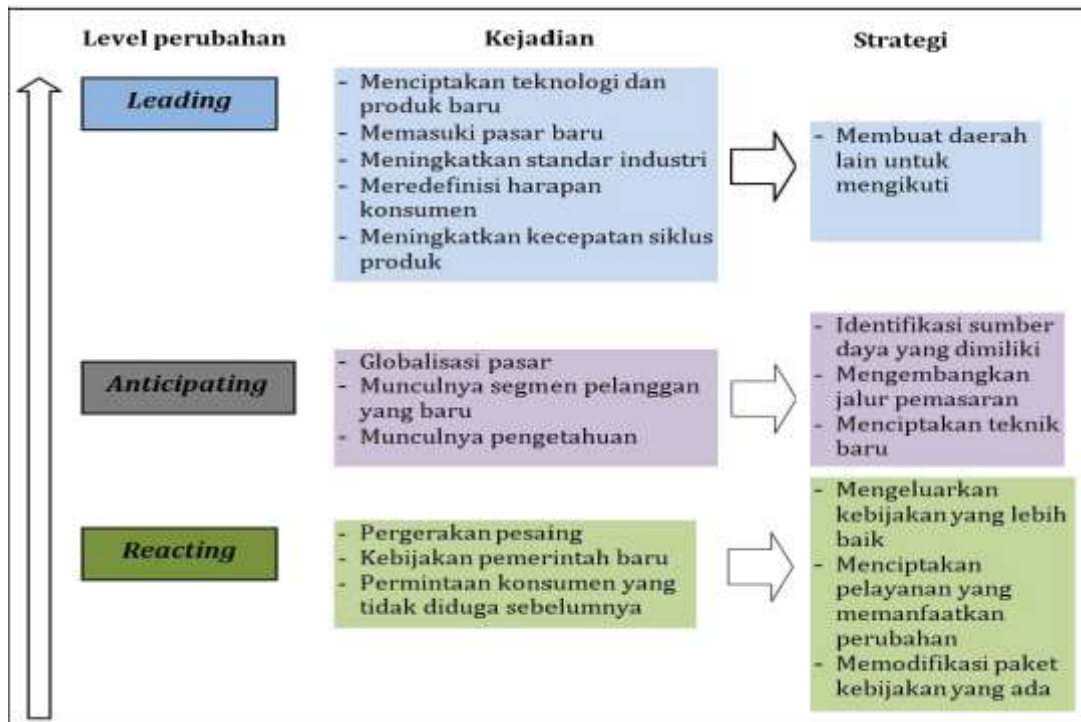 Level perubahan
Kejadian
Strategi
Leading
- Menciptakan teknologi dan
produk baru
- Memasuki pasar baru
- Meningkatkan standar industri
- Meredefinisi harapan
konsumen
- Meningkatkan kecepatan siklus
produk
- Membuat daerah
lain untuk
mengikuti
Anticipating
- Globalisasi pasar
- Munculnya segmen pelanggan
yang baru
- Munculnya pengetahuan
- Identifikasi sumber
daya yang dimiliki
- Mengembangkan
jalur pemasaran
- Menciptakan teknik
baru
Reacting
- Pergerakan pesaing
- Kebijakan pemerintah baru
- Permintaan konsumen yang
tidak diduga sebelumnya
- Mengeluarkan
kebijakan yang lebih
baik
- Menciptakan
pelayanan yang
memanfaatkan
perubahan
- Memodifikasi paket
kebijakan yang ada